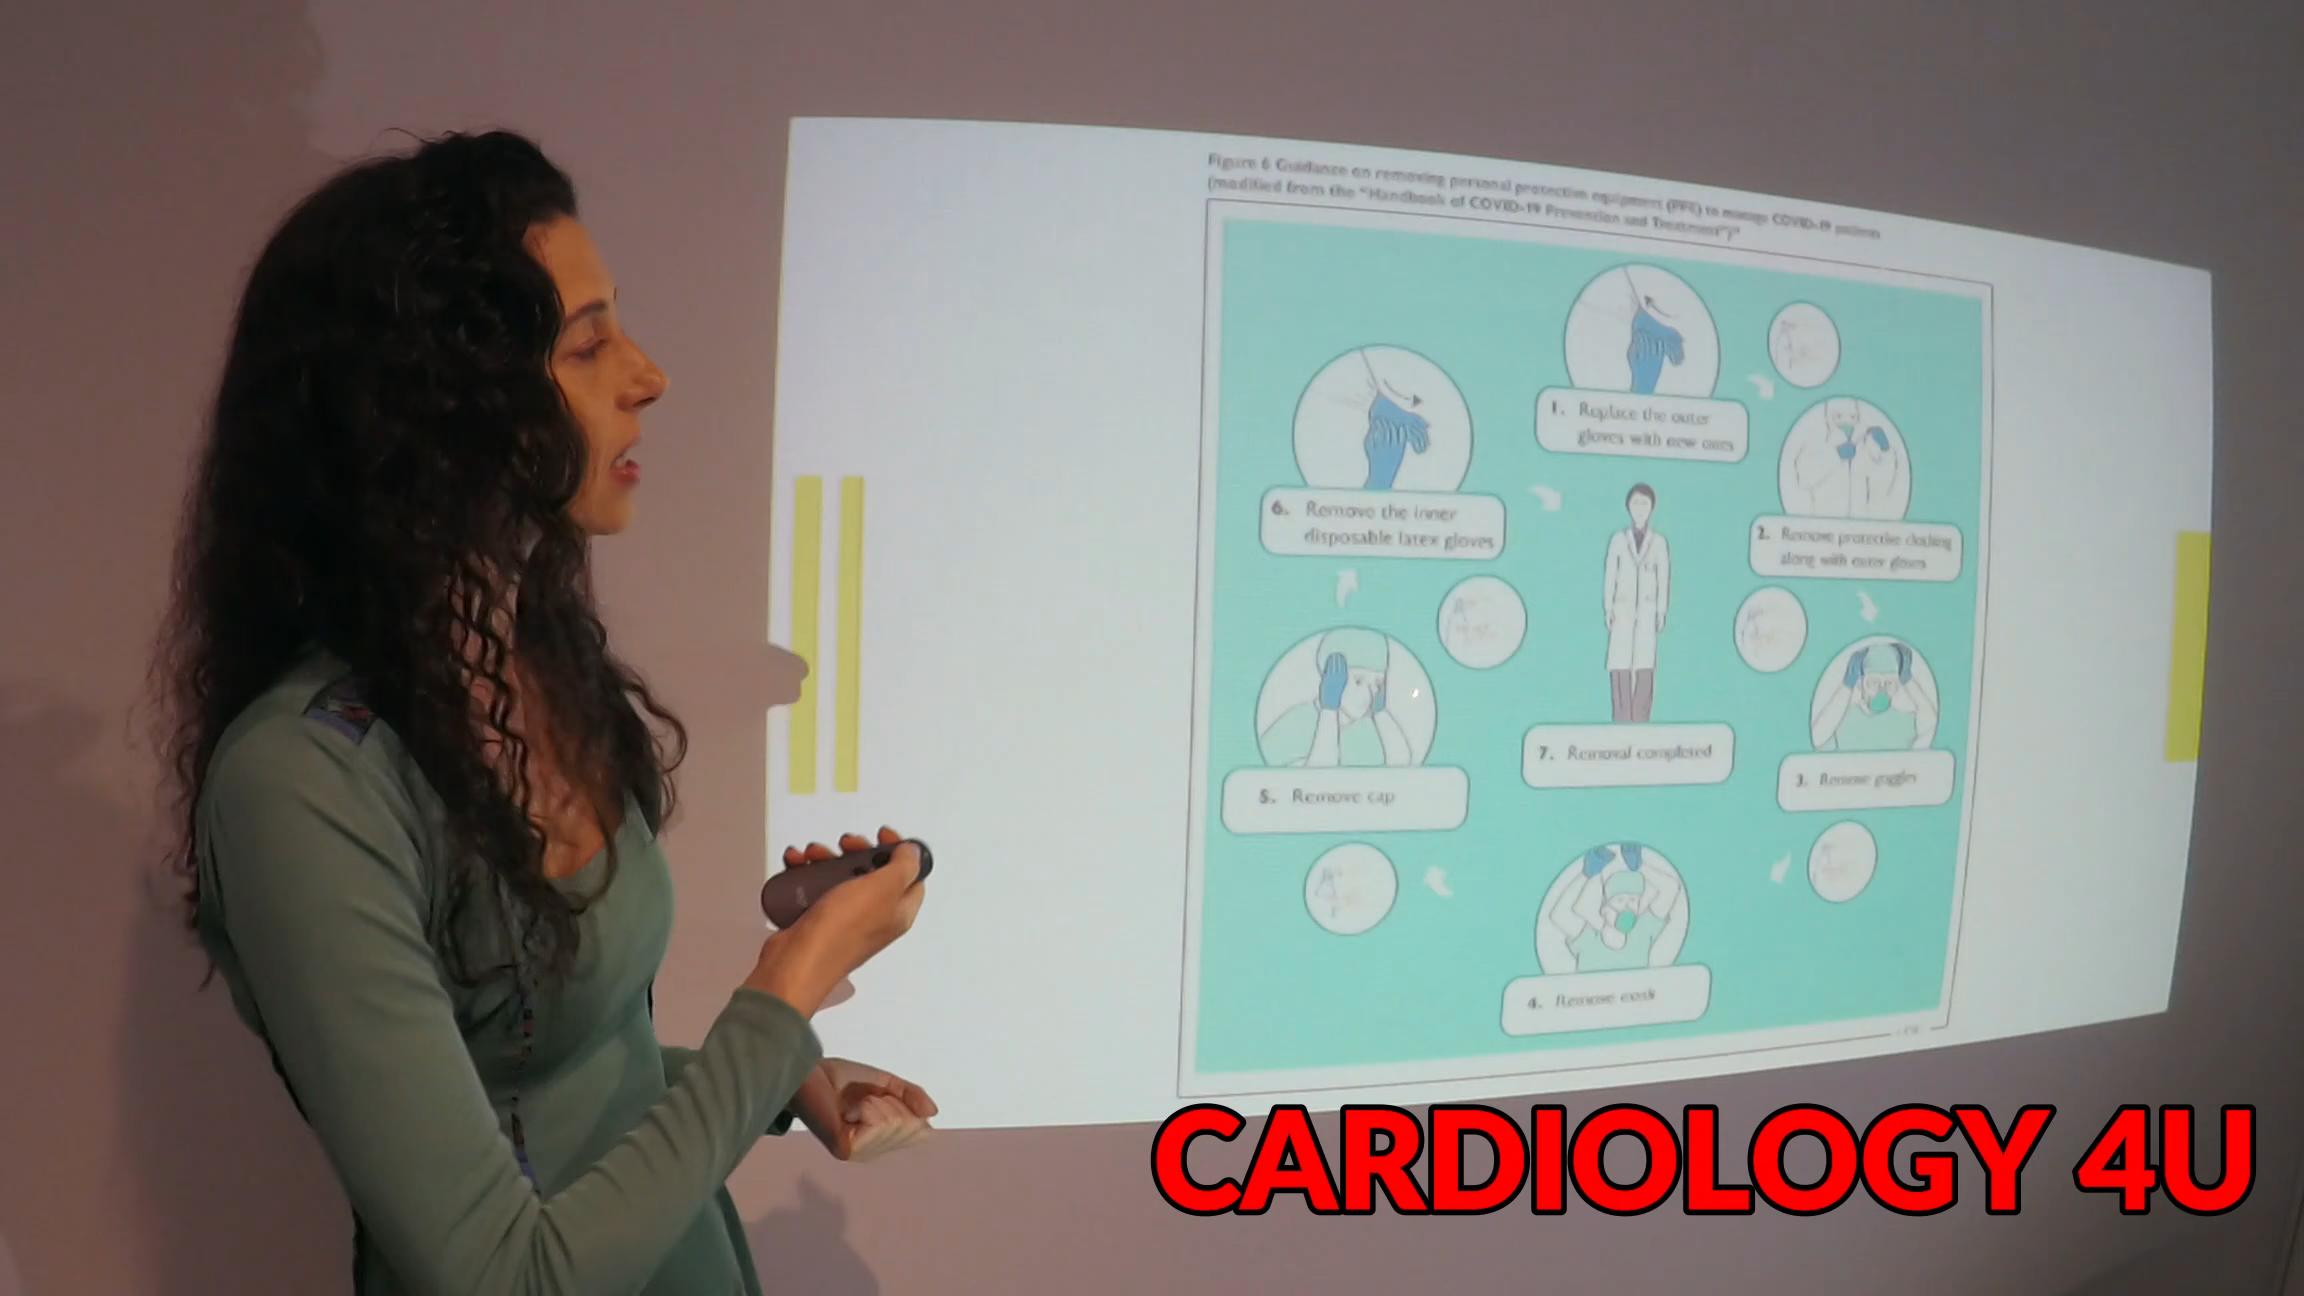 Figure 6 Guidance on removing personal protective equipment (PPE) to manage COVID-19 patients
(modified from the "Handbook of COVID-19 Prevention and Treatment")
1. Replace the outer
gloves with new ones
2. Remove protective clothing
along with outer gloves
3. Remove goggles
4. Remove mask
5. Remove cap
6. Remove the inner
disposable latex gloves
7. Removal completed
CARDIOLOGY 4U